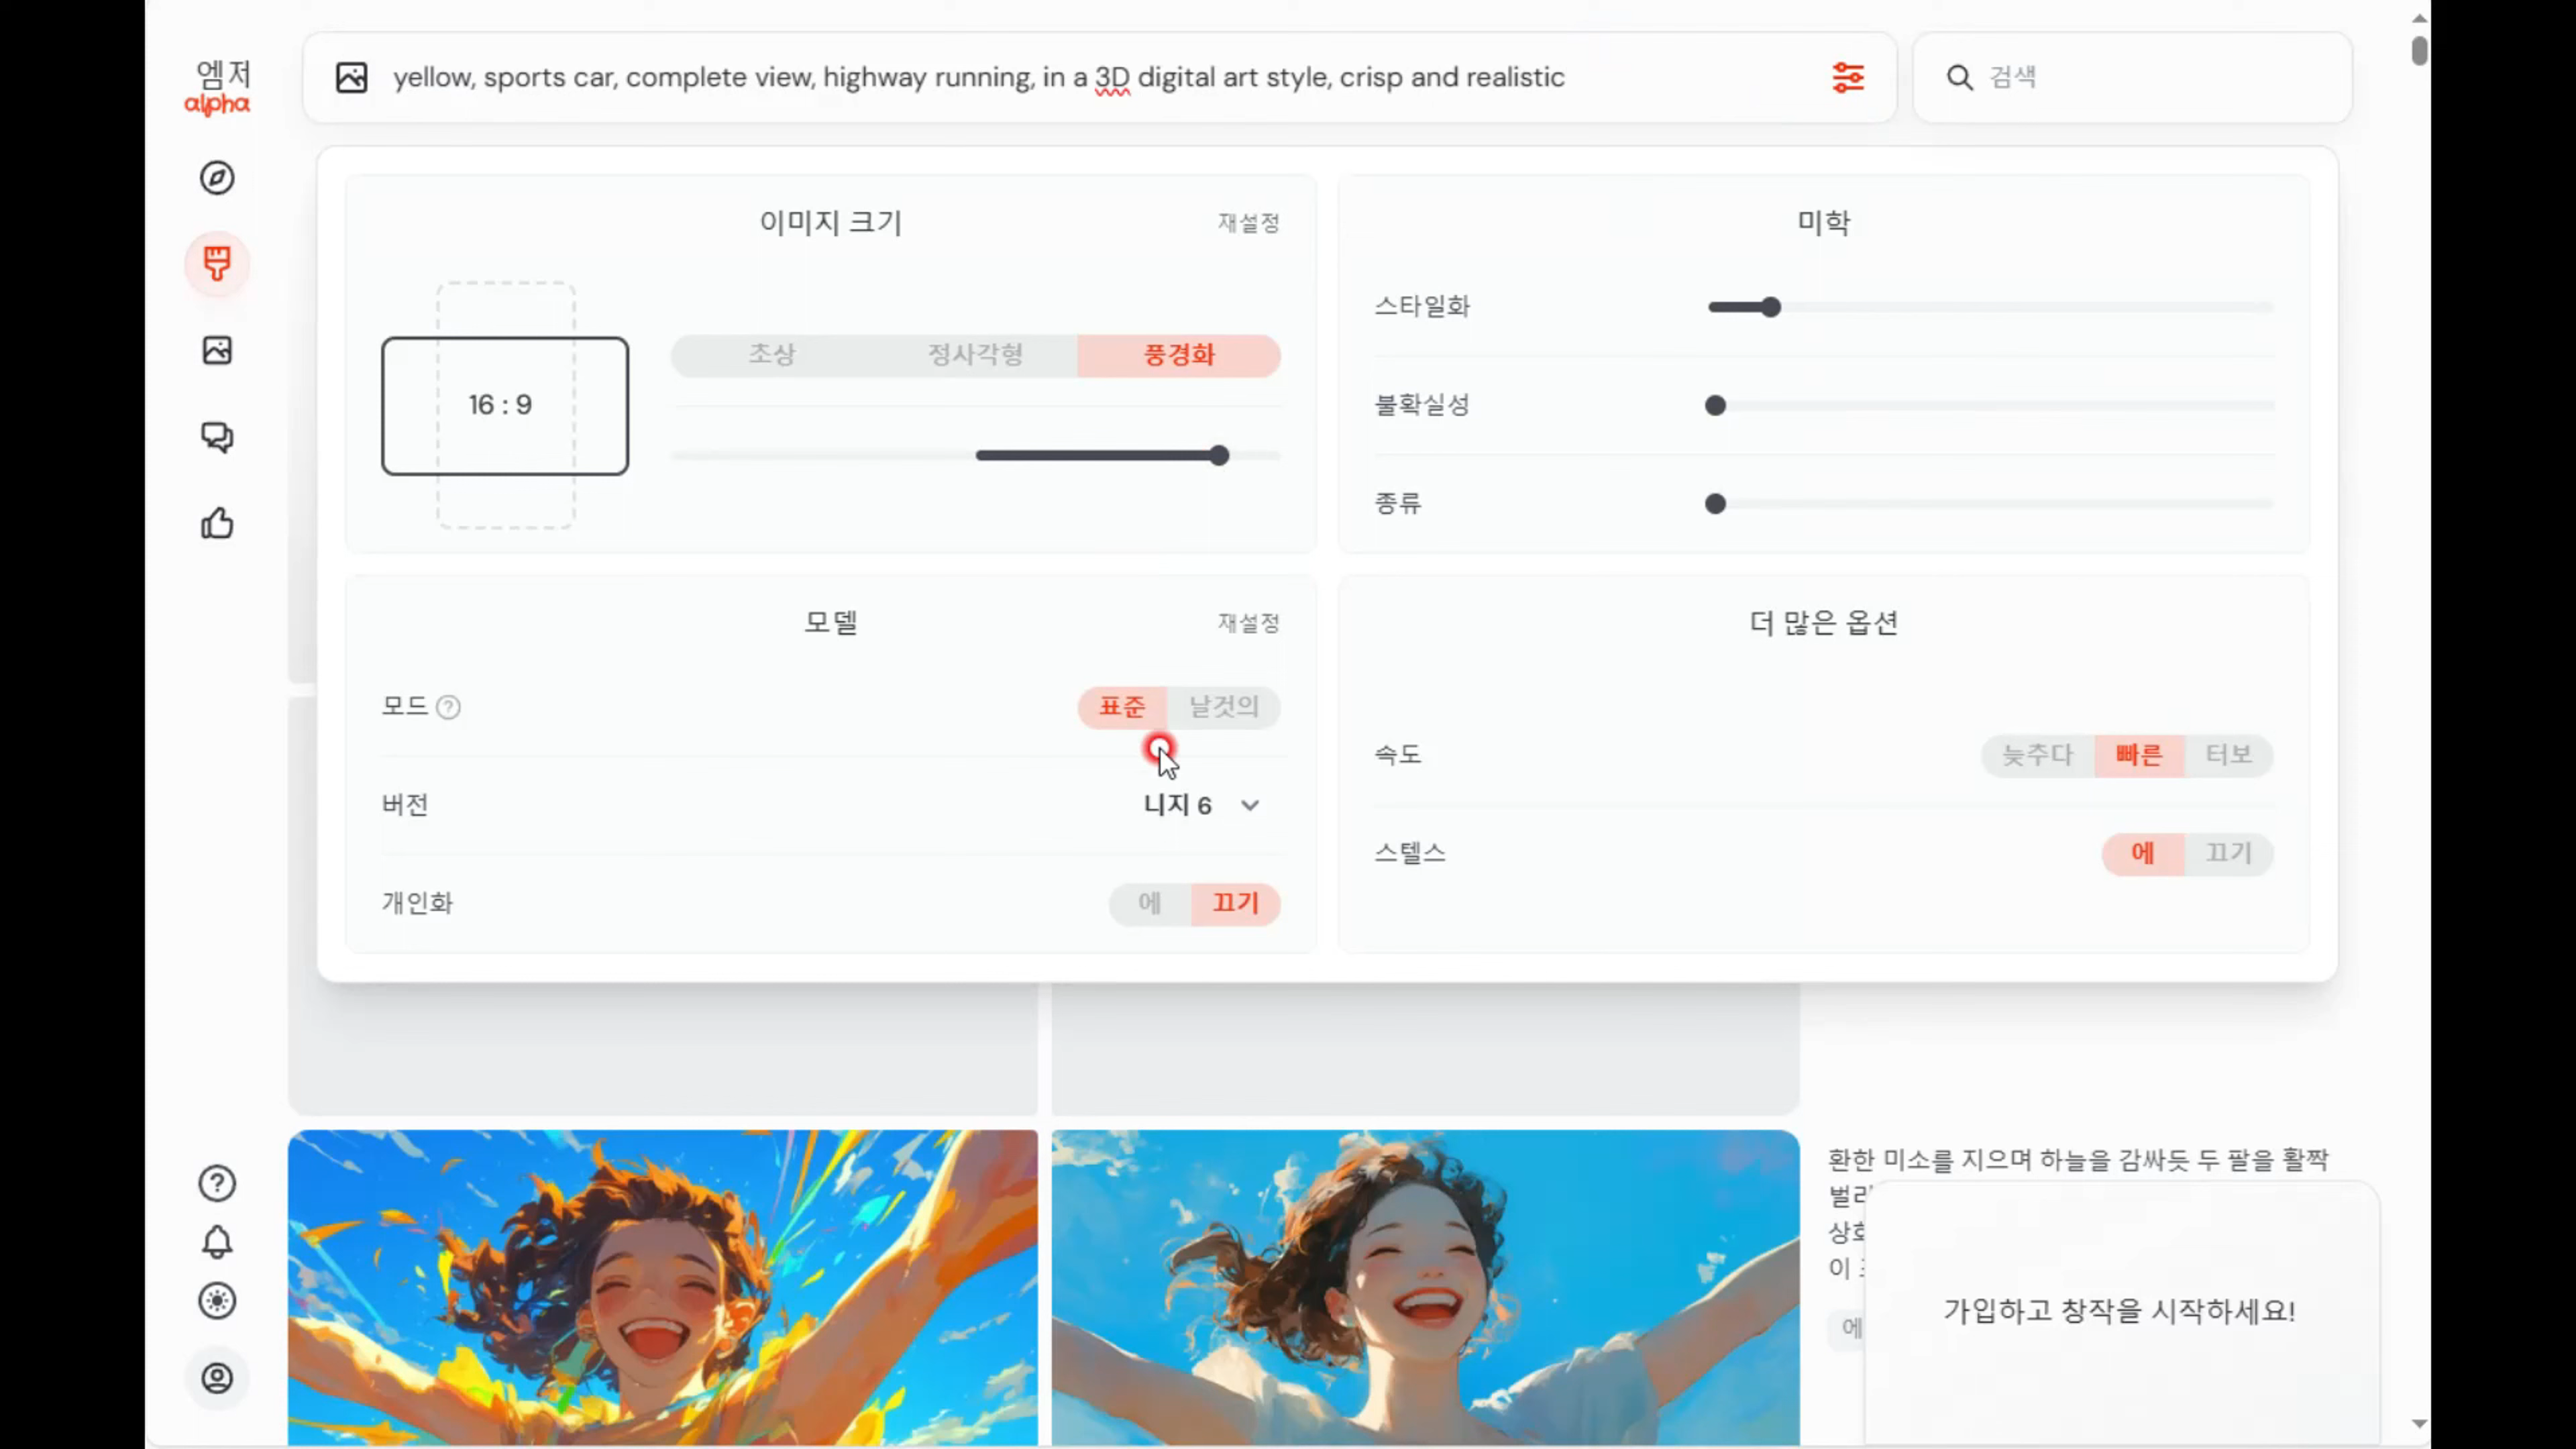 엠저
alpha
yellow, sports car, complete view, highway running, in a 3D digital art style, crisp and realistic
검색
이미지 크기
재설정
16 : 9
초상
정사각형
풍경화
미학
스타일화
불확실성
종류
모델
재설정
모드
표준
날것의
버전
니지 6
개인화
에
끄기
더 많은 옵션
속도
늦추다
빠른
터보
스텔스
에
끄기
환한 미소를 지으며 하늘을 감싸듯 두 팔을 활짝
이
에
가입하고 창작을 시작하세요!